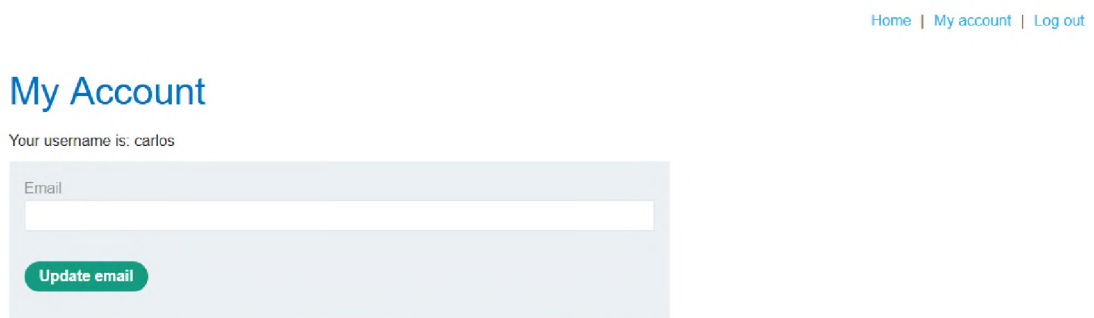 Home | My account | Log out
My Account
Your username is: carlos
Email
Update email